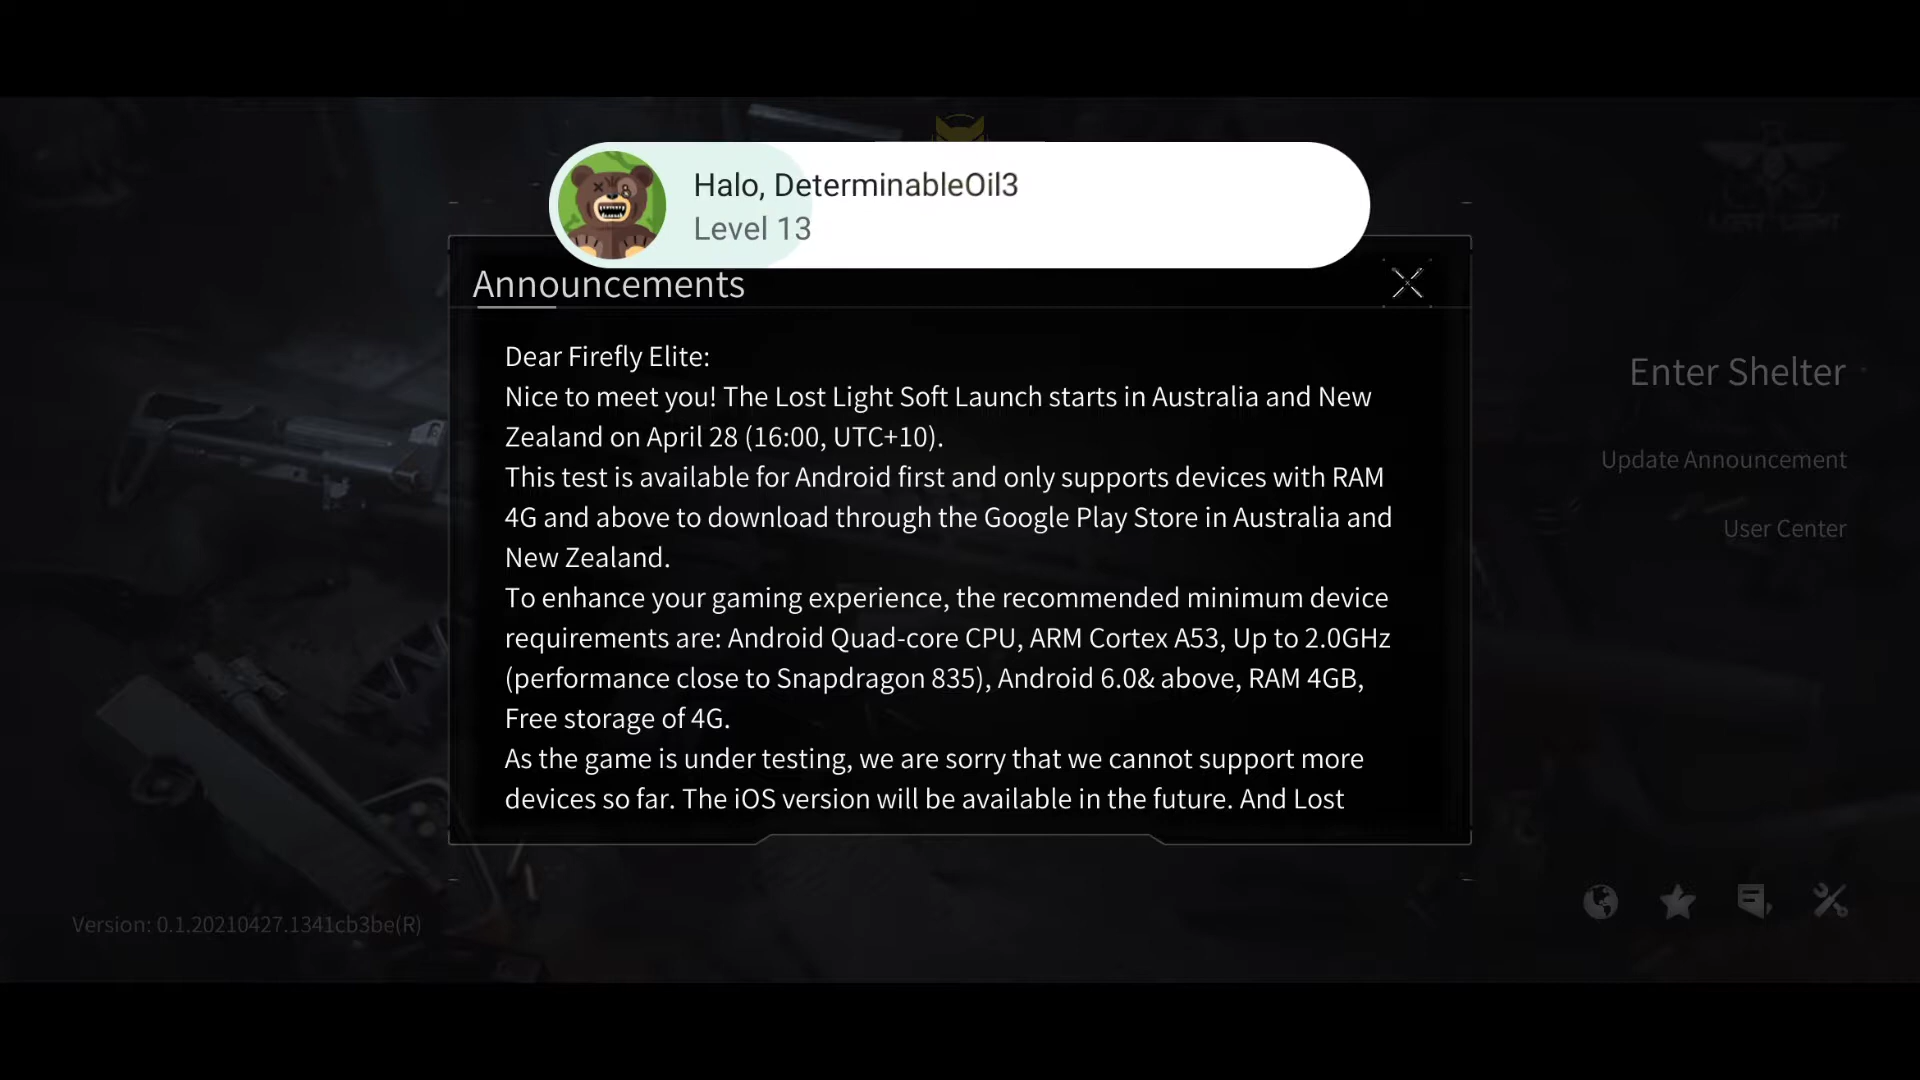 Halo, DeterminableOil3
Level 13
LOST LIGHT
Announcements
Dear Firefly Elite:
Nice to meet you! The Lost Light Soft Launch starts in Australia and New
Zealand on April 28 (16:00, UTC+10).
This test is available for Android first and only supports devices with RAM
4G and above to download through the Google Play Store in Australia and
New Zealand.
To enhance your gaming experience, the recommended minimum device
requirements are: Android Quad-core CPU, ARM Cortex A53, Up to 2.0GHz
(performance close to Snapdragon 835), Android 6.0& above, RAM 4GB,
Free storage of 4G.
As the game is under testing, we are sorry that we cannot support more
devices so far. The iOS version will be available in the future. And Lost
Enter Shelter
Update Announcement
User Center
Version: 0.1.20210427.1341cb3be(R)